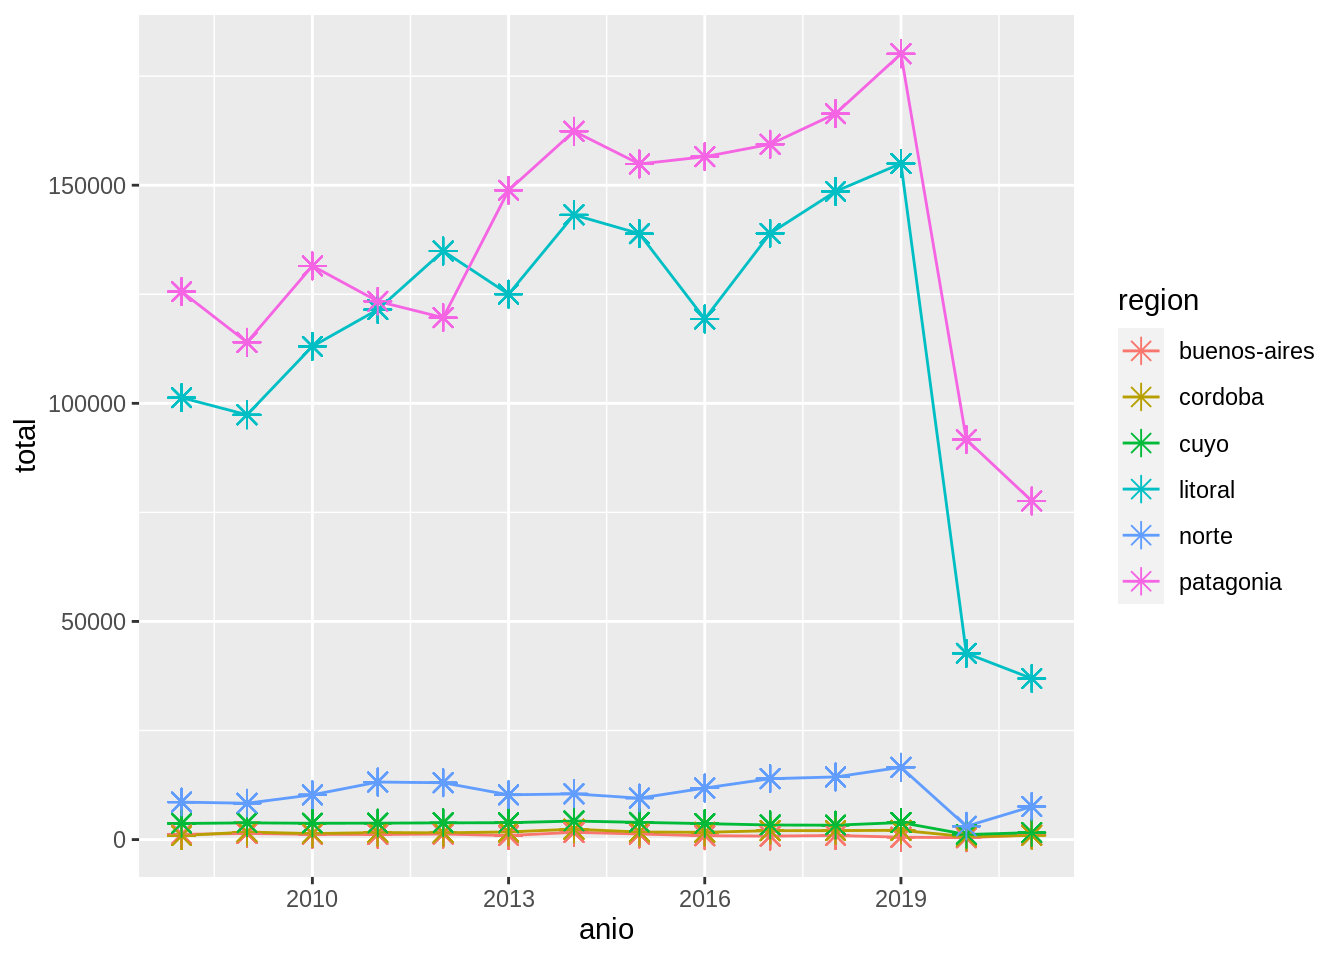 150000
100000
50000
0
total
2010
2013
2016
2019
anio
region
buenos-aires
cordoba
cuyo
litoral
norte
patagonia